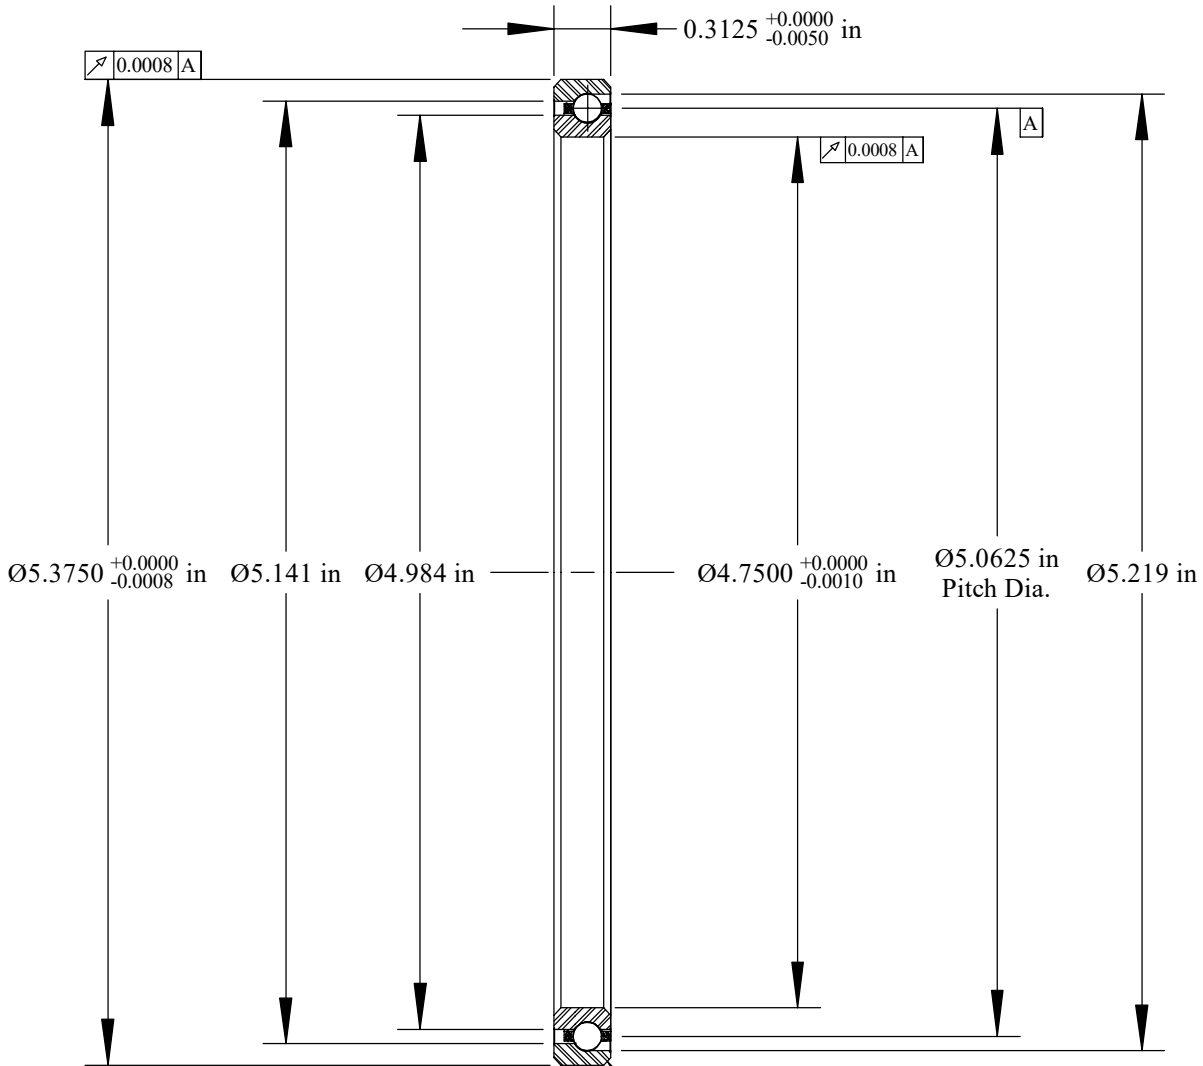 0.3125 +0.0000 -0.0050 in
0.0008 A
A
0.0008 A
Ø5.3750 +0.0000 -0.0008 in
Ø5.141 in
Ø4.984 in
Ø4.7500 +0.0000 -0.0010 in
Ø5.0625 in
Pitch Dia.
Ø5.219 in